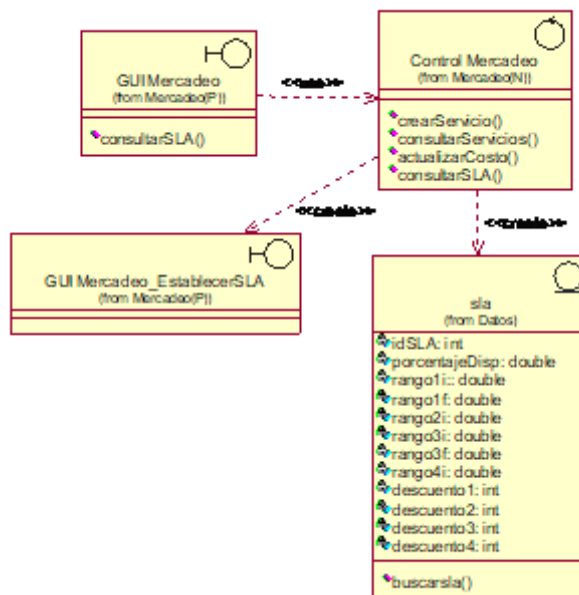 GUIMercadeo
(from Mercadeo(P))
consultarSLA()
Control Mercadeo
(from Mercadeo(N))
crearServicio()
consultarServicios()
actualizarCosto()
consultarSLA()
GUIMercadeo_EstablecerSLA
(from Mercadeo(P))
sla
(from Datos)
idSLA: int
porcentajeDisp: double
rango1i:: double
rango1f: double
rango2i: double
rango3i: double
rango3f: double
rango4i: double
descuento1: int
descuento2: int
descuento3: int
descuento4: int
buscarsla()